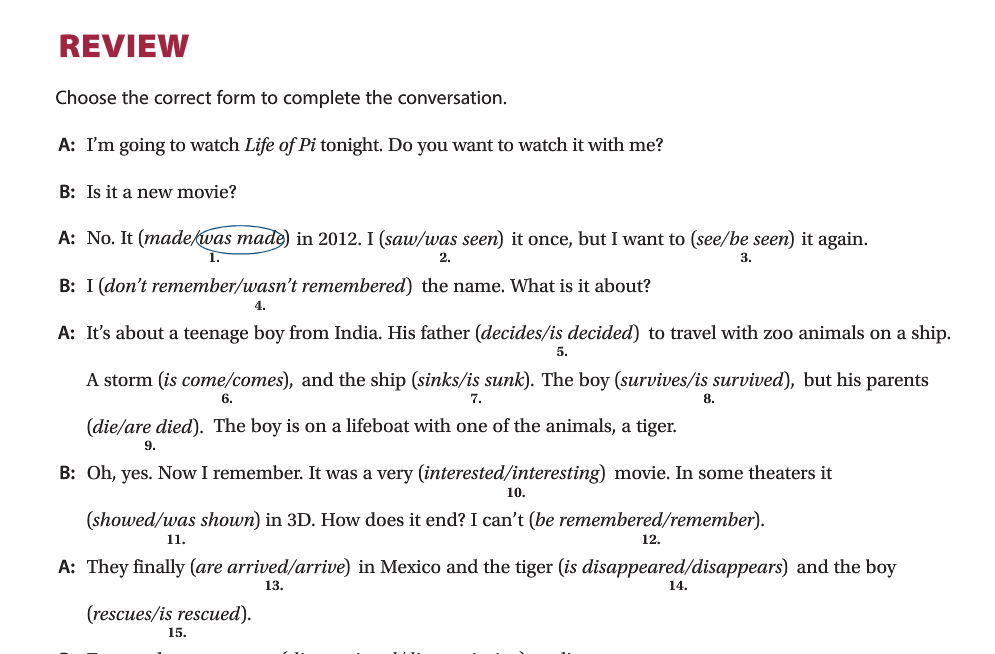 REVIEW
Choose the correct form to complete the conversation.
A: I'm going to watch Life of Pi tonight. Do you want to watch it with me?
B: Is it a new movie?
A: No. It (made/was made) in 2012. I (saw/was seen) it once, but I want to (see/be seen) it again.
1. 2. 3.
B: I (don't remember/wasn't remembered) the name. What is it about?
4.
A: It's about a teenage boy from India. His father (decides/is decided) to travel with zoo animals on a ship.
5.
A storm (is come/comes), and the ship (sinks/is sunk). The boy (survives/is survived), but his parents
6. 7. 8.
(die/are died). The boy is on a lifeboat with one of the animals, a tiger.
9.
B: Oh, yes. Now I remember. It was a very (interested/interesting) movie. In some theaters it
10.
(showed/was shown) in 3D. How does it end? I can't (be remembered/remember).
11. 12.
A: They finally (are arrived/arrive) in Mexico and the tiger (is disappeared/disappears) and the boy
13. 14.
(rescues/is rescued).
15.